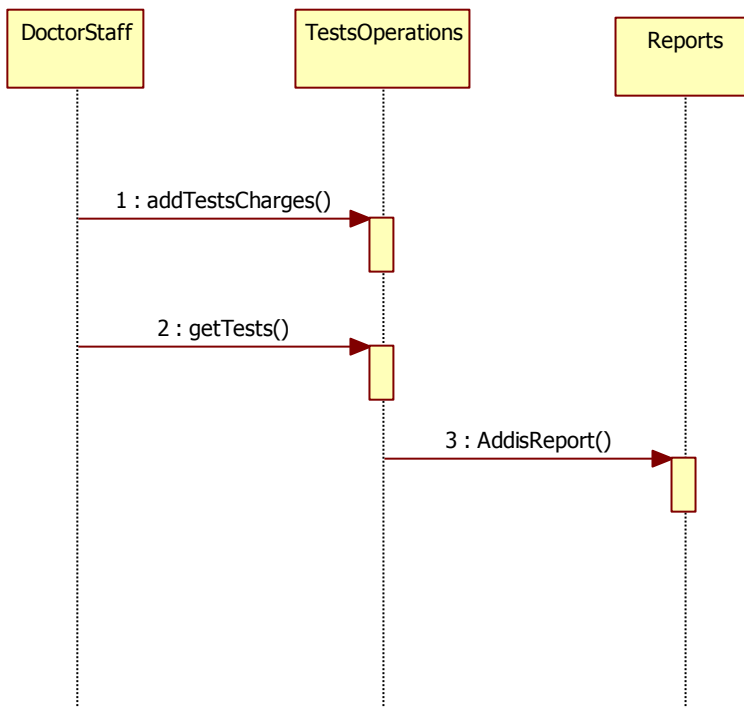 DoctorStaff
TestsOperations
Reports
1 : addTestsCharges()
2 : getTests()
3 : AddisReport()